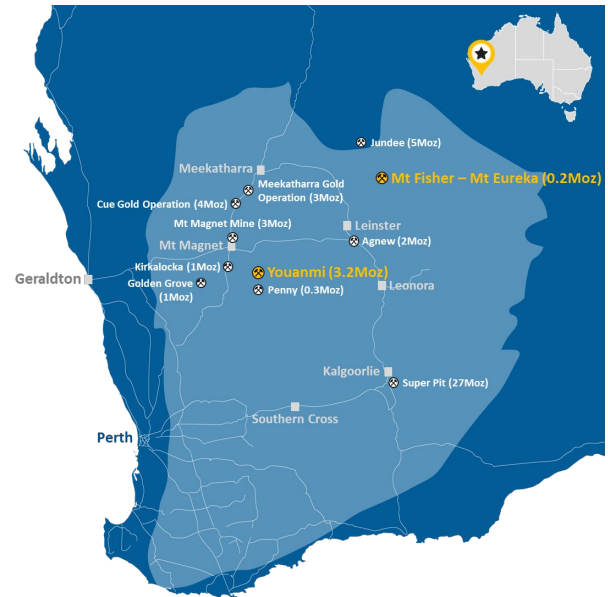 Jundee (5Moz)
Meekatharra
Mt Fisher – Mt Eureka (0.2Moz)
Meekatharra Gold
Operation (3Moz)
Cue Gold Operation (4Moz)
Mt Magnet Mine (3Moz)
Leinster
Mt Magnet
Agnew (2Moz)
Kirkalocka (1Moz)
Youanmi (3.2Moz)
Geraldton
Golden Grove
(1Moz)
Penny (0.3Moz)
Leonora
Kalgoorlie
Super Pit (27Moz)
Southern Cross
Perth